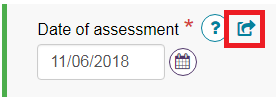 Date of assessment * ?
11/06/2018